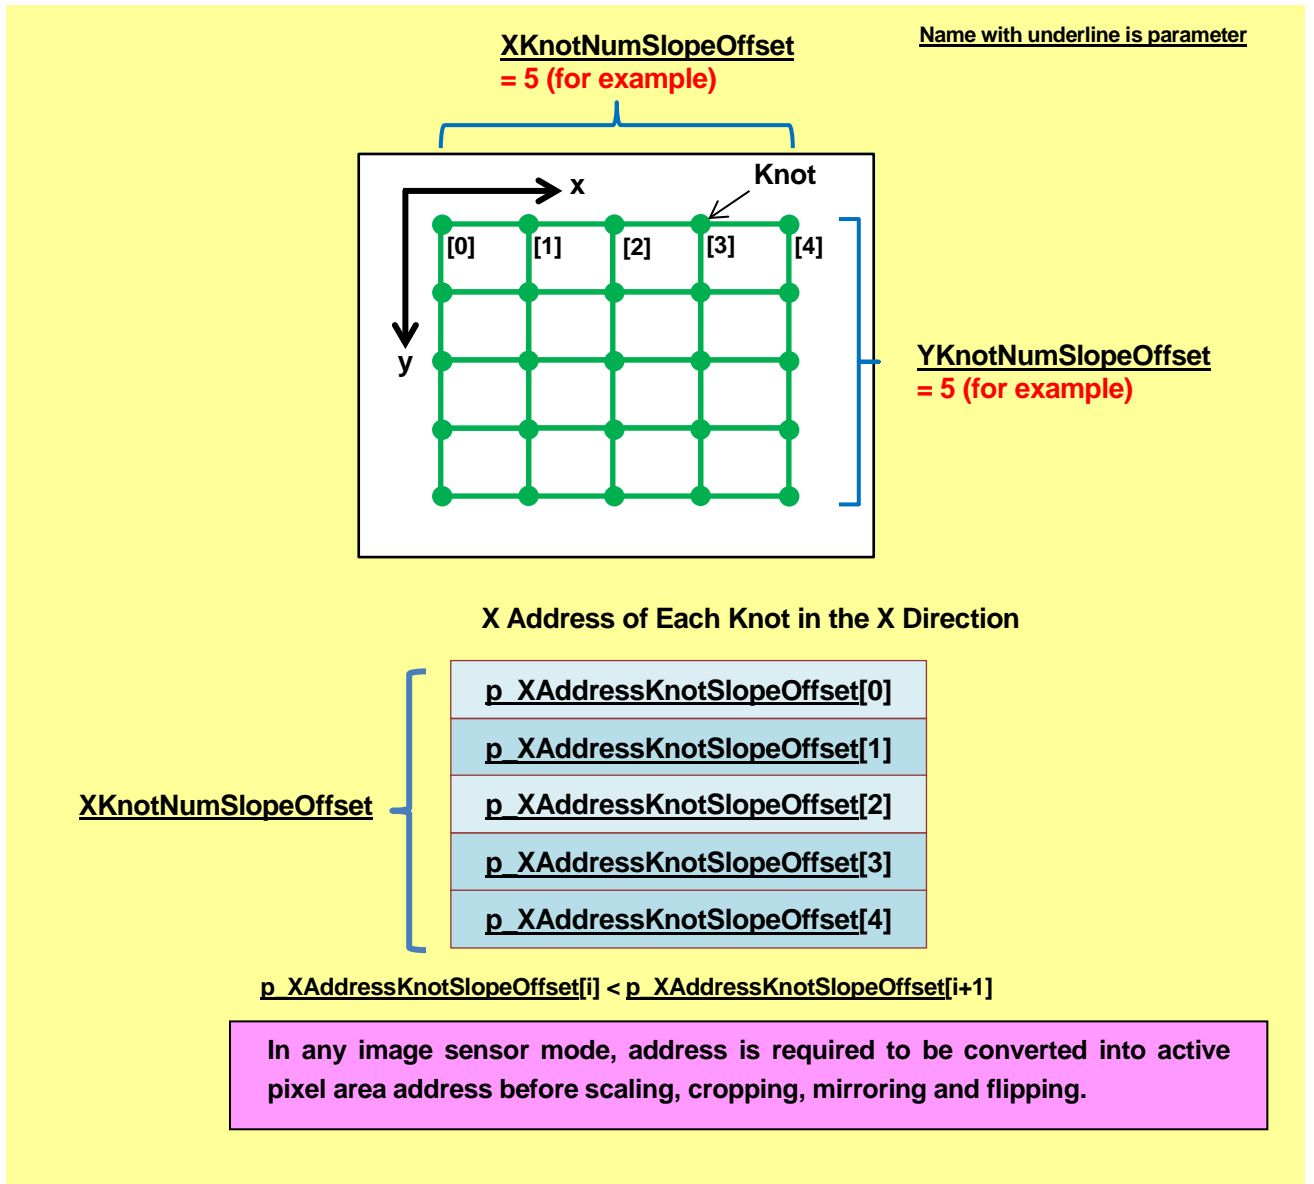 XKnotNumSlopeOffset
= 5 (for example)
Name with underline is parameter
x
Knot
[0]
[1]
[2]
[3]
[4]
y
YKnotNumSlopeOffset
= 5 (for example)
X Address of Each Knot in the X Direction
p_XAddressKnotSlopeOffset[0]
p_XAddressKnotSlopeOffset[1]
p_XAddressKnotSlopeOffset[2]
p_XAddressKnotSlopeOffset[3]
p_XAddressKnotSlopeOffset[4]
XKnotNumSlopeOffset
p_XAddressKnotSlopeOffset[i] < p_XAddressKnotSlopeOffset[i+1]
In any image sensor mode, address is required to be converted into active
pixel area address before scaling, cropping, mirroring and flipping.